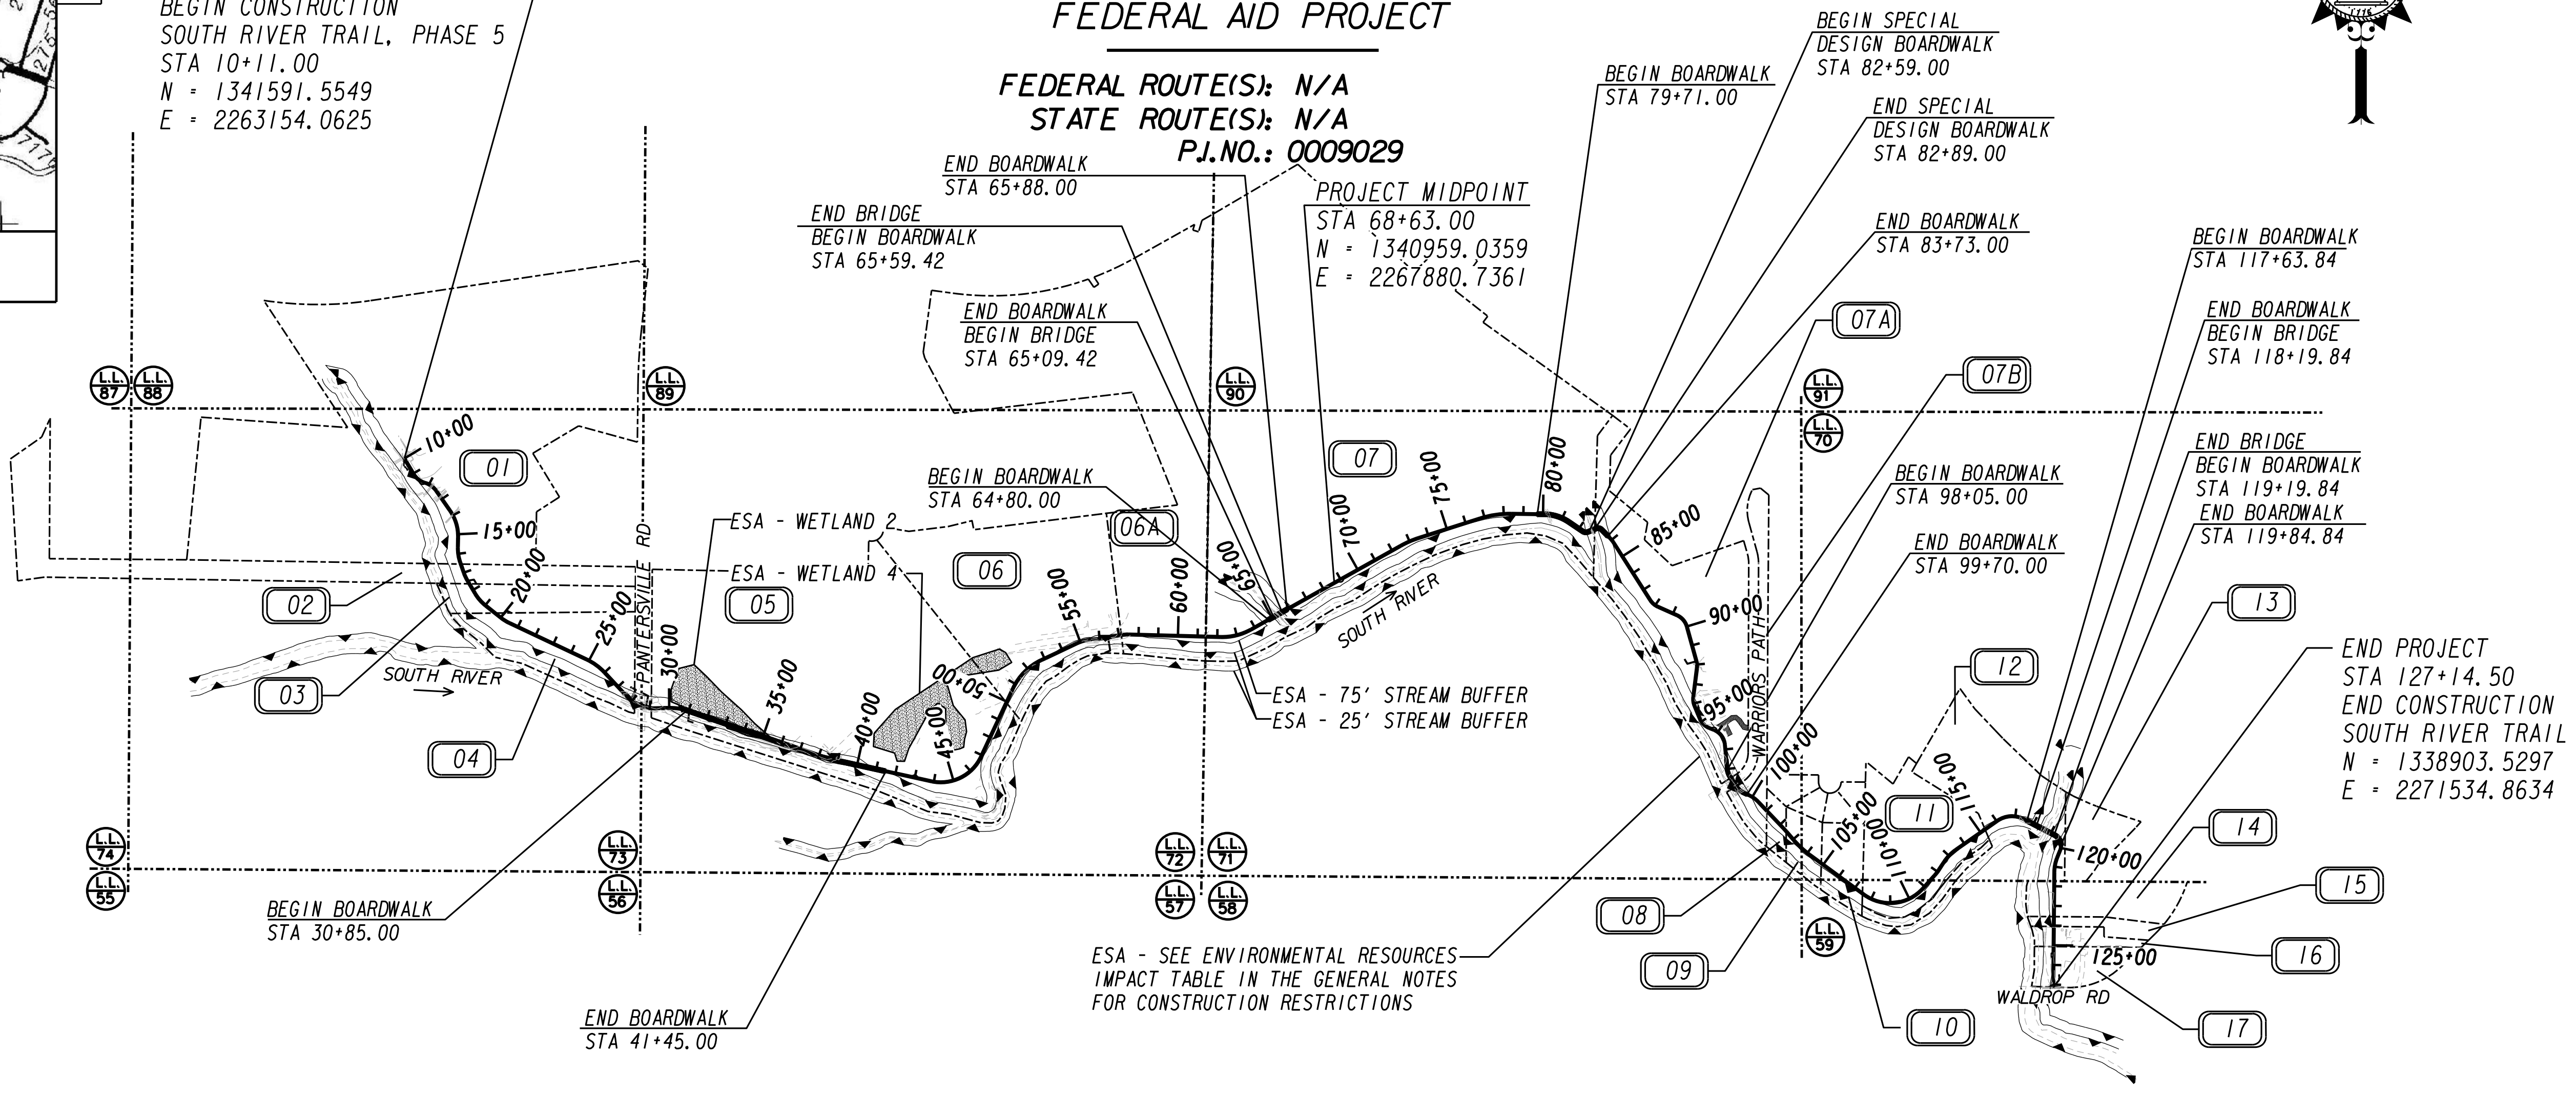 BEGIN CONSTRUCTION
SOUTH RIVER TRAIL, PHASE 5
STA 10+11.00
N = 1341591.5549
E = 2263154.0625
FEDERAL AID PROJECT
FEDERAL ROUTE(S): N/A
STATE ROUTE(S): N/A
P.I.NO.: 0009029
1776
BEGIN SPECIAL
DESIGN BOARDWALK
STA 82+59.00
BEGIN BOARDWALK
STA 79+71.00
END SPECIAL
DESIGN BOARDWALK
STA 82+89.00
END BOARDWALK
STA 65+88.00
PROJECT MIDPOINT
STA 68+63.00
N = 1340959.0359
E = 2267880.7361
END BRIDGE
BEGIN BOARDWALK
STA 65+59.42
END BOARDWALK
STA 83+73.00
BEGIN BOARDWALK
STA 117+63.84
END BOARDWALK
BEGIN BRIDGE
STA 65+09.42
07A
END BOARDWALK
BEGIN BRIDGE
STA 118+19.84
07B
L.L. 87
L.L. 88
L.L. 89
L.L. 90
L.L. 91
L.L. 70
10+00
01
07
75+00
80+00
END BRIDGE
BEGIN BOARDWALK
STA 119+19.84
END BOARDWALK
STA 119+84.84
BEGIN BOARDWALK
STA 64+80.00
BEGIN BOARDWALK
STA 98+05.00
15+00
ESA - WETLAND 2
06A
70+00
85+00
END BOARDWALK
STA 99+70.00
ESA - WETLAND 4
06
20+00
65+00
60+00
55+00
02
05
25+00
PANTERSVILLE RD
SOUTH RIVER
90+00
13
30+00
03
SOUTH RIVER
35+00
50+00
ESA - 75' STREAM BUFFER
ESA - 25' STREAM BUFFER
95+00
WARRIORS PATH
12
END PROJECT
STA 127+14.50
END CONSTRUCTION
SOUTH RIVER TRAIL
N = 1338903.5297
E = 2271534.8634
04
40+00
45+00
100+00
115+00
11
105+00
110+00
14
120+00
L.L. 74
L.L. 55
L.L. 73
L.L. 56
L.L. 72
L.L. 71
L.L. 57
L.L. 58
15
BEGIN BOARDWALK
STA 30+85.00
08
L.L. 59
16
ESA - SEE ENVIRONMENTAL RESOURCES
IMPACT TABLE IN THE GENERAL NOTES
FOR CONSTRUCTION RESTRICTIONS
09
125+00
WALDROP RD
END BOARDWALK
STA 41+45.00
10
17